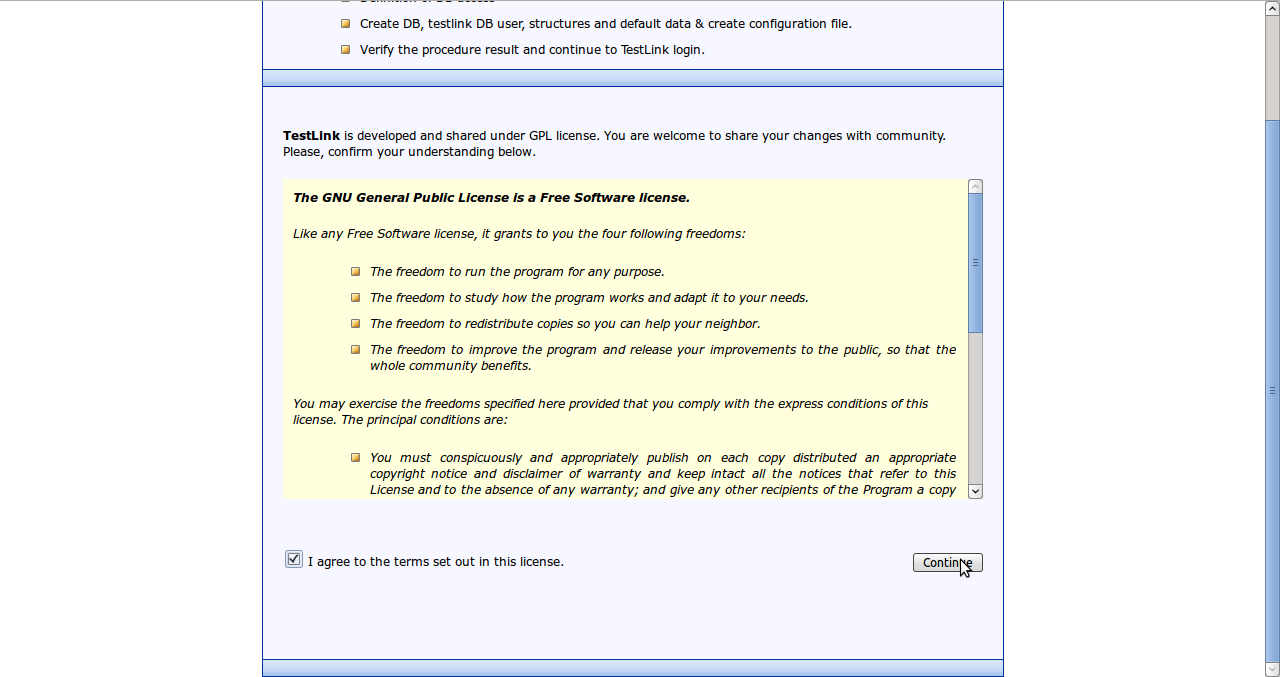 Definition of DB access
Create DB, testlink DB user, structures and default data & create configuration file.
Verify the procedure result and continue to TestLink login.
TestLink is developed and shared under GPL license. You are welcome to share your changes with community.
Please, confirm your understanding below.
The GNU General Public License is a Free Software license.
Like any Free Software license, it grants to you the four following freedoms:
The freedom to run the program for any purpose.
The freedom to study how the program works and adapt it to your needs.
The freedom to redistribute copies so you can help your neighbor.
The freedom to improve the program and release your improvements to the public, so that the
whole community benefits.
You may exercise the freedoms specified here provided that you comply with the express conditions of this
license. The principal conditions are:
You must conspicuously and appropriately publish on each copy distributed an appropriate
copyright notice and disclaimer of warranty and keep intact all the notices that refer to this
License and to the absence of any warranty; and give any other recipients of the Program a copy
I agree to the terms set out in this license.
Continue